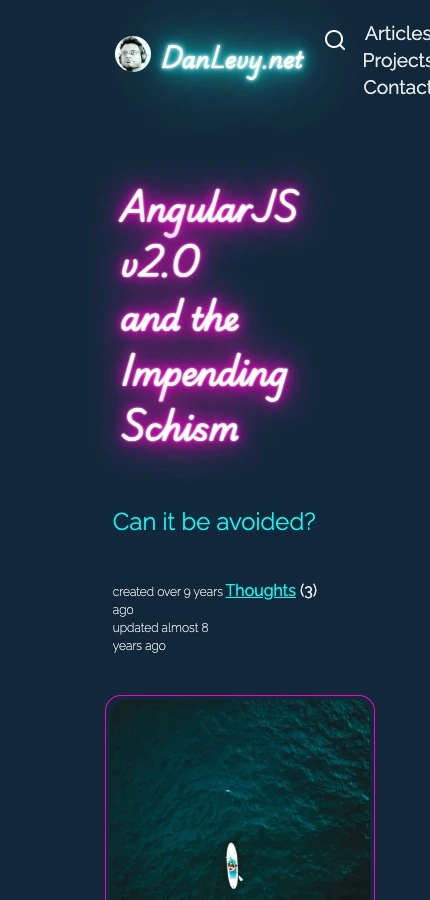 DanLevy.net
Articles
Projects
Contact
AngularJS
v2.0
and the
Impending
Schism
Can it be avoided?
created over 9 years Thoughts (3)
ago
updated almost 8
years ago